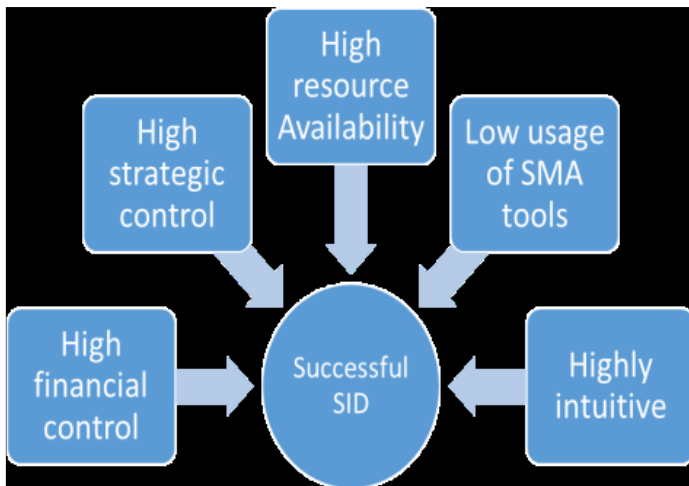 High
resource
Availability
High
strategic
control
Low usage
of SMA
tools
High
financial
control
Successful
SID
Highly
intuitive